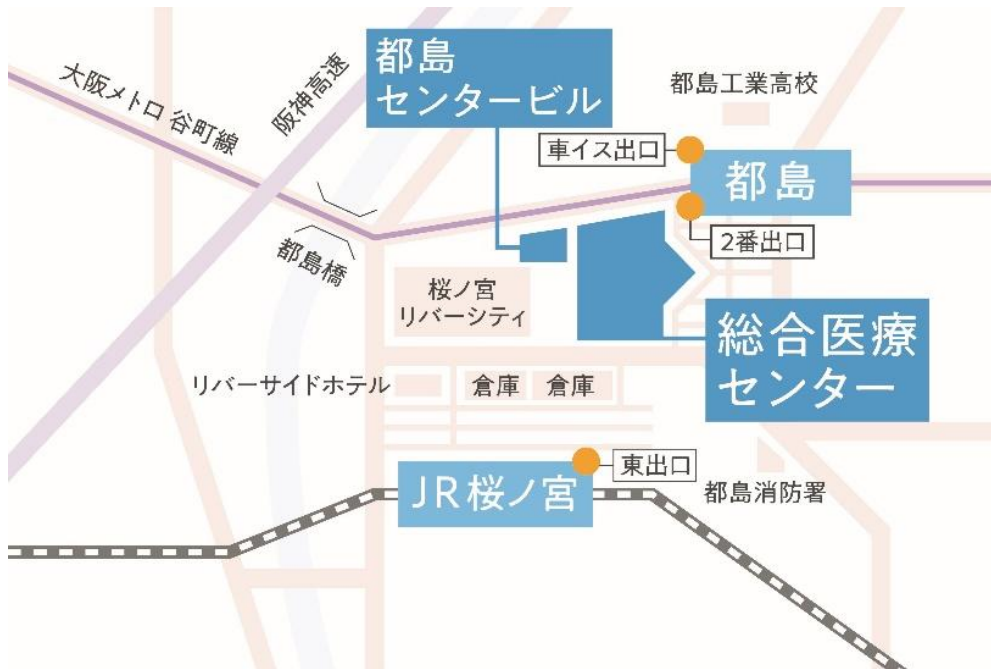 大阪メトロ 谷町線
阪神高速
都島
センタービル
都島工業高校
車イス出口
都島
2番出口
都島橋
桜ノ宮
リバーシティ
総合医療
センター
リバーサイドホテル
倉庫
倉庫
東出口
JR桜ノ宮
都島消防署